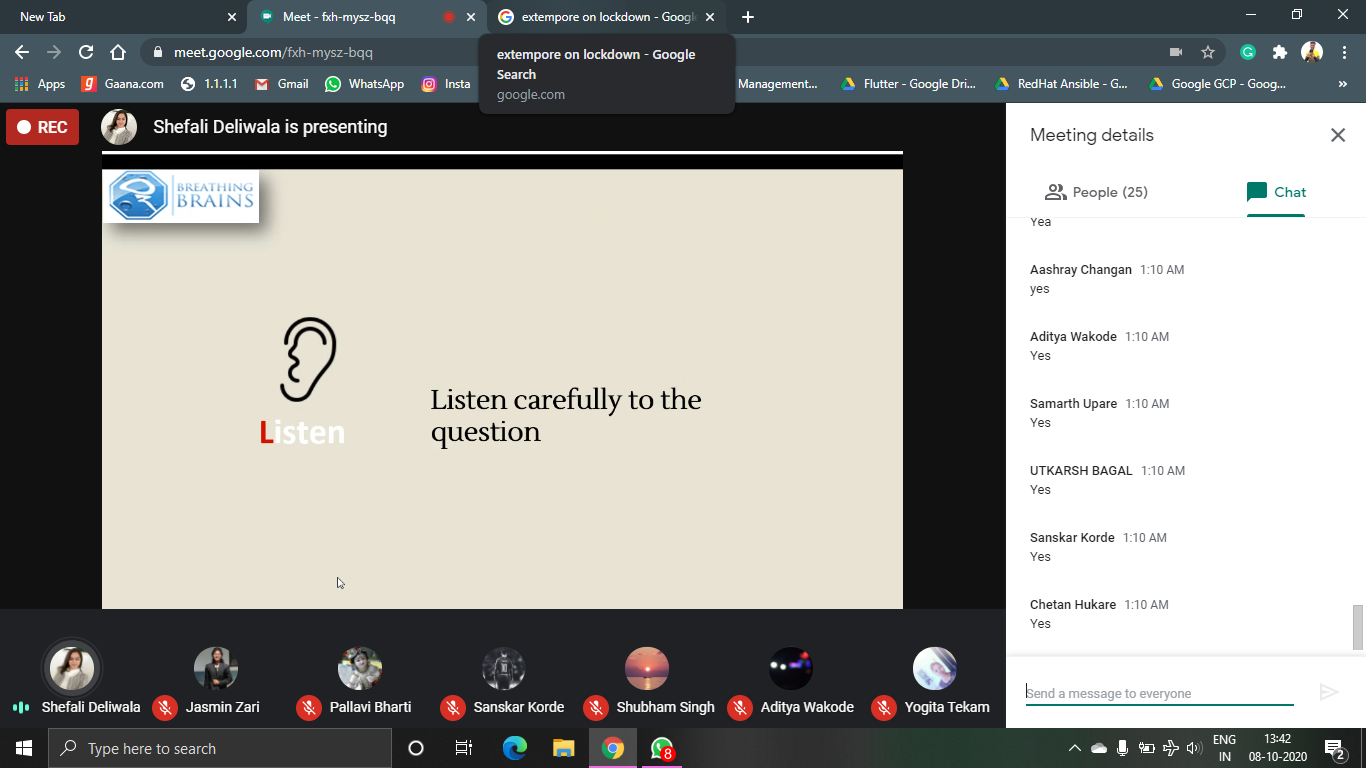 New Tab
Meet - fxh-mysz-bqq
extempore on lockdown - Goog
meet.google.com/fxh-mysz-bqq
extempore on lockdown - Google
Search
google.com
Apps
Gaana.com
1.1.1.1
Gmail
WhatsApp
Insta
Management...
Flutter - Google Dri...
RedHat Ansible - G...
Google GCP - Goog...
REC
Shefali Deliwala is presenting
BREATHING
BRAINS
Listen
Listen carefully to the
question
Shefali Deliwala
Jasmin Zari
Pallavi Bharti
Sanskar Korde
Shubham Singh
Aditya Wakode
Yogita Tekam
Meeting details
People (25)
Chat
Yea
Aashray Changan 1:10 AM
yes
Aditya Wakode 1:10 AM
Yes
Samarth Upare 1:10 AM
Yes
UTKARSH BAGAL 1:10 AM
Yes
Sanskar Korde 1:10 AM
Yes
Chetan Hukare 1:10 AM
Yes
Send a message to everyone
Type here to search
8
ENG
IN
13:42
08-10-2020
2